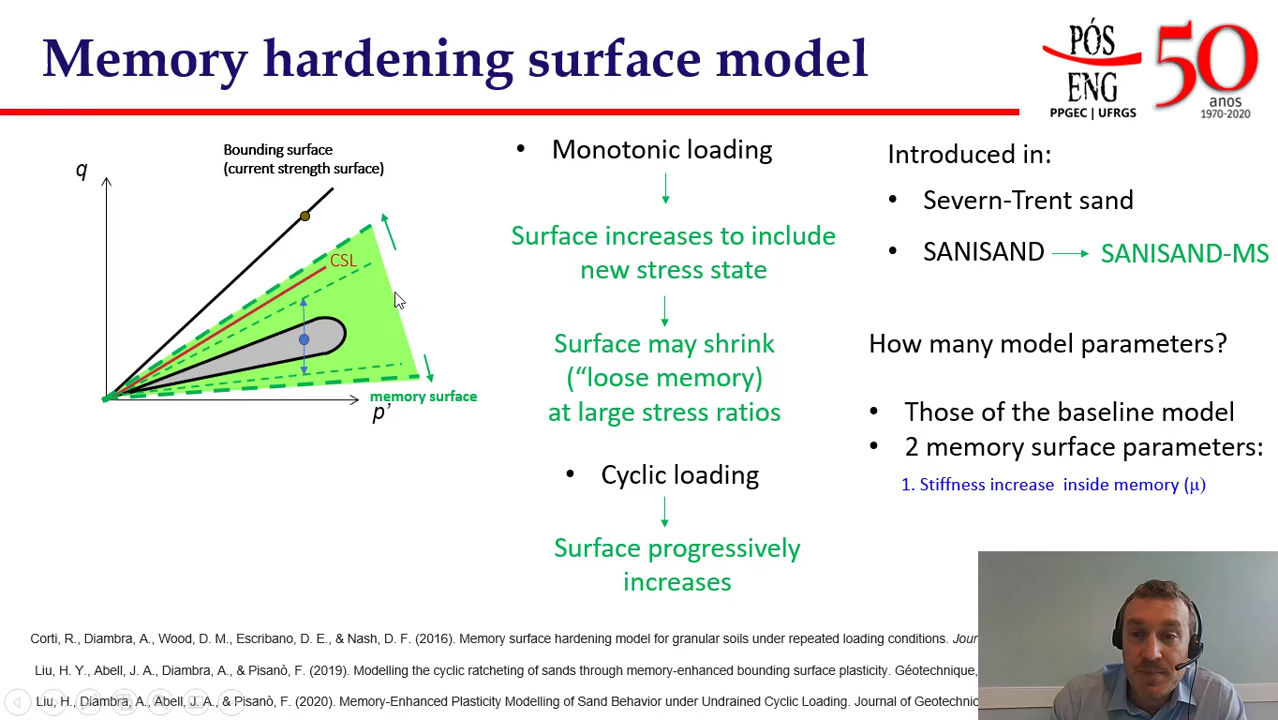 Memory hardening surface model
PÓS
ENG
PPGEC | UFRGS
50
anos
1970-2020
Bounding surface
(current strength surface)
q
CSL
memory surface
p'
• Monotonic loading
Surface increases to include
new stress state
Surface may shrink
(“loose memory)
at large stress ratios
• Cyclic loading
Surface progressively
increases
Introduced in:
• Severn-Trent sand
• SANISAND SANISAND-MS
How many model parameters?
• Those of the baseline model
• 2 memory surface parameters:
1. Stiffness increase inside memory (μ)
Corti, R., Diambra, A., Wood, D. M., Escribano, D. E., & Nash, D. F. (2016). Memory surface hardening model for granular soils under repeated loading conditions.
Liu, H. Y., Abell, J. A., Diambra, A., & Pisanò, F. (2019). Modelling the cyclic ratcheting of sands through memory-enhanced bounding surface plasticity. Géotechnique,
Liu, H., Diambra, A., Abell, J. A., & Pisanò, F. (2020). Memory-Enhanced Plasticity Modelling of Sand Behavior under Undrained Cyclic Loading. Journal of Geotechnic